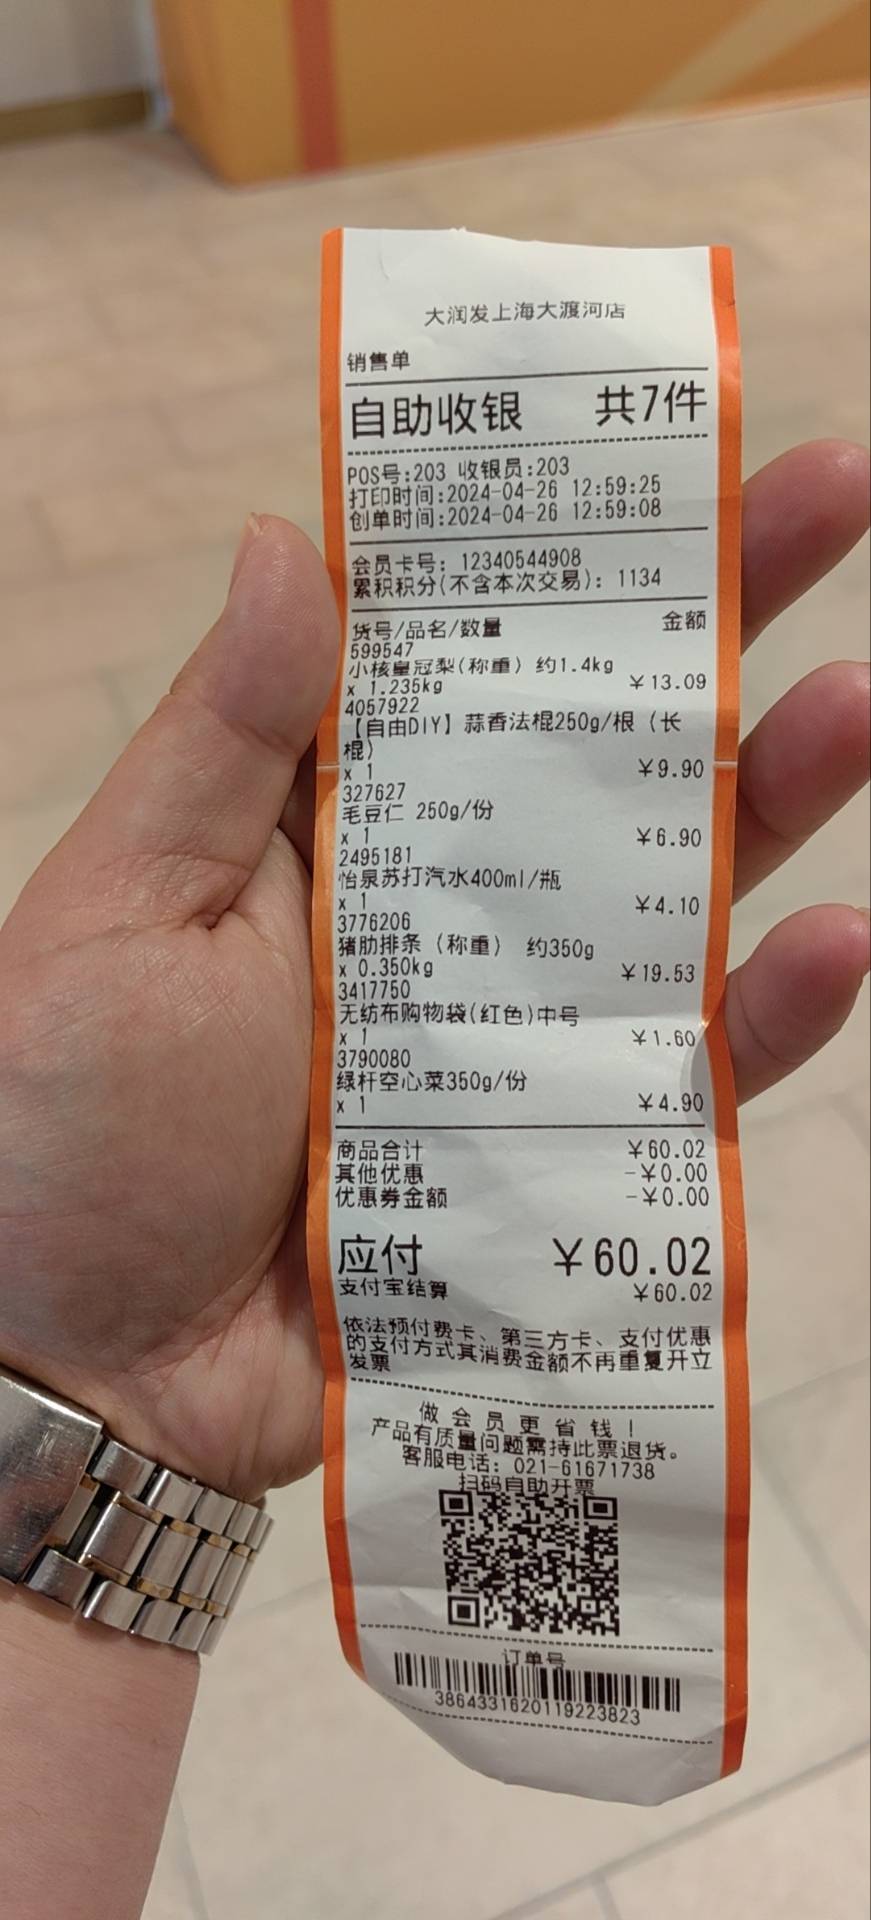 大润发上海大渡河店
销售单
自助收银 共7件
POS号:203 收银员:203
打印时间:2024-04-26 12:59:25
创单时间:2024-04-26 12:59:08
会员卡号: 12340544908
累积积分(不含本次交易): 1134
货号/品名/数量 金额
599547
小核皇冠梨(称重) 约1.4kg
x 1.235kg ¥13.09
4057922
【自由DIY】蒜香法棍250g/根 (长
棍)
x 1 ¥9.90
327627
毛豆仁 250g/份
x 1 ¥6.90
2495181
怡泉苏打汽水400ml/瓶
x 1 ¥4.10
3776206
猪肋排条 (称重) 约350g
x 0.350kg ¥19.53
3417750
无纺布购物袋(红色)中号
x 1 ¥1.60
3790080
绿杆空心菜350g/份
x 1 ¥4.90
商品合计 ¥60.02
其他优惠 -¥0.00
优惠券金额 -¥0.00
应付 ¥60.02
支付宝结算 ¥60.02
依法预付费卡、第三方卡、支付优惠
的支付方式其消费金额不再重复开立
发票
做会员更省钱!
产品有质量问题需持此票退货。
客服电话: 021-61671738
扫码自助开票
订单号
3864331620119223823